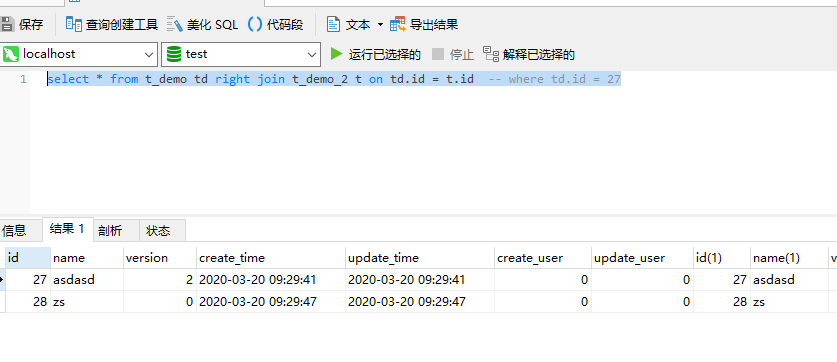 保存 查询创建工具 美化 SQL () 代码段 文本 导出结果
localhost test 运行已选择的 停止 解释已选择的
1 select * from t_demo td right join t_demo_2 t on td.id = t.id -- where td.id = 27
信息 结果 1 剖析 状态
id name version create_time update_time create_user update_user id(1) name(1) v
27 asdasd 2 2020-03-20 09:29:41 2020-03-20 09:29:41 0 0 27 asdasd
28 zs 0 2020-03-20 09:29:47 2020-03-20 09:29:47 0 0 28 zs